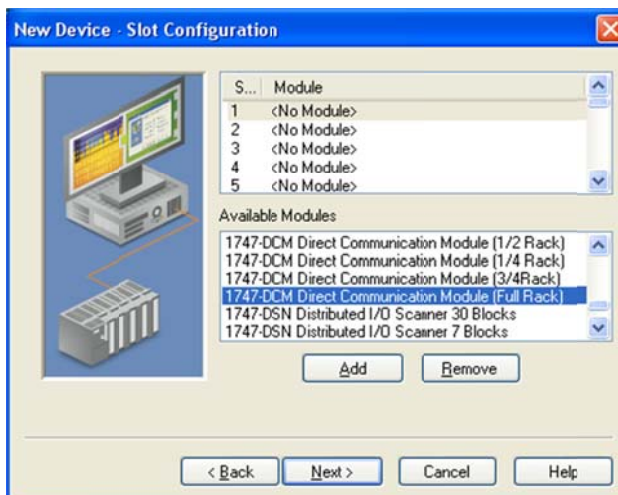 New Device - Slot Configuration
S... Module
1 <No Module>
2 <No Module>
3 <No Module>
4 <No Module>
5 <No Module>
Available Modules
1747-DCM Direct Communication Module (1/2 Rack)
1747-DCM Direct Communication Module (1/4 Rack)
1747-DCM Direct Communication Module (3/4Rack)
1747-DCM Direct Communication Module (Full Rack)
1747-DSN Distributed I/O Scanner 30 Blocks
1747-DSN Distributed I/O Scanner 7 Blocks
Add Remove
< Back Next > Cancel Help